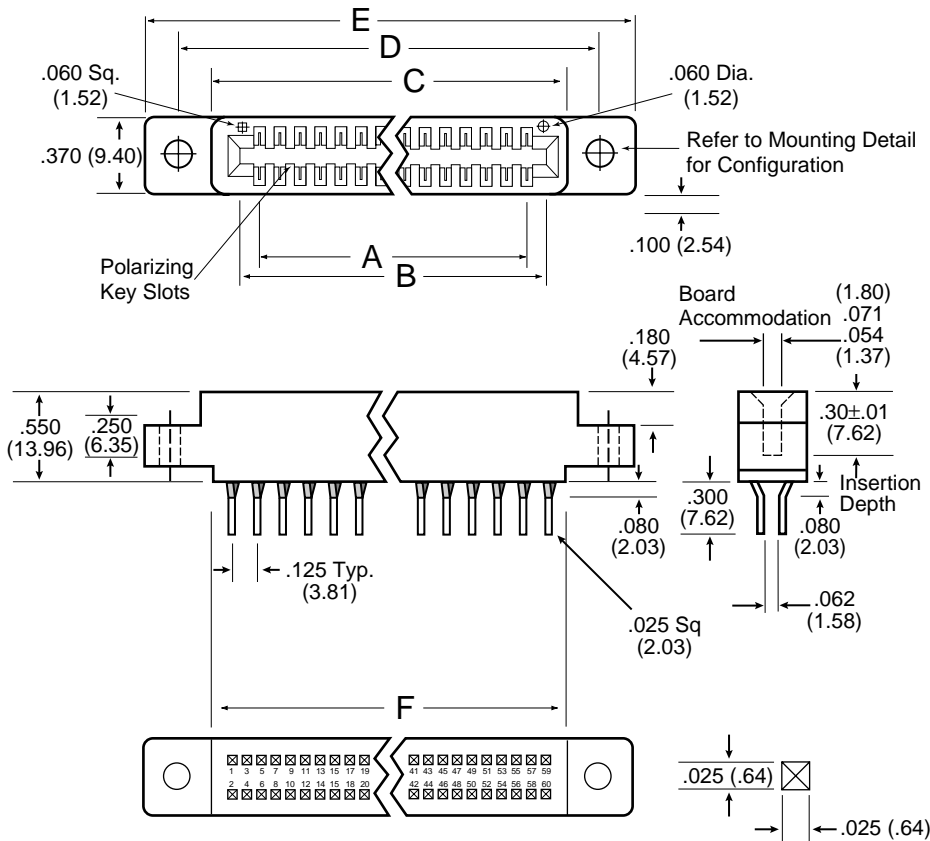 E
D
.060 Sq.
(1.52)
C
.060 Dia.
(1.52)
.370 (9.40)
Refer to Mounting Detail
for Configuration
.100 (2.54)
Polarizing
Key Slots
A
B
Board
Accommodation
(1.80)
.071
.054
(1.37)
.180
(4.57)
.550
(13.96)
.250
(6.35)
.30±.01
(7.62)
Insertion
Depth
.300
(7.62)
.080
(2.03)
.080
(2.03)
.125 Typ.
(3.81)
.025 Sq
(2.03)
.062
(1.58)
F
1 3 5 7 9 11 13 15 17 19 41 43 45 47 49 51 53 55 57 59
2 4 6 8 10 12 14 15 18 20 42 44 46 48 50 52 54 56 58 60
.025 (.64)
.025 (.64)